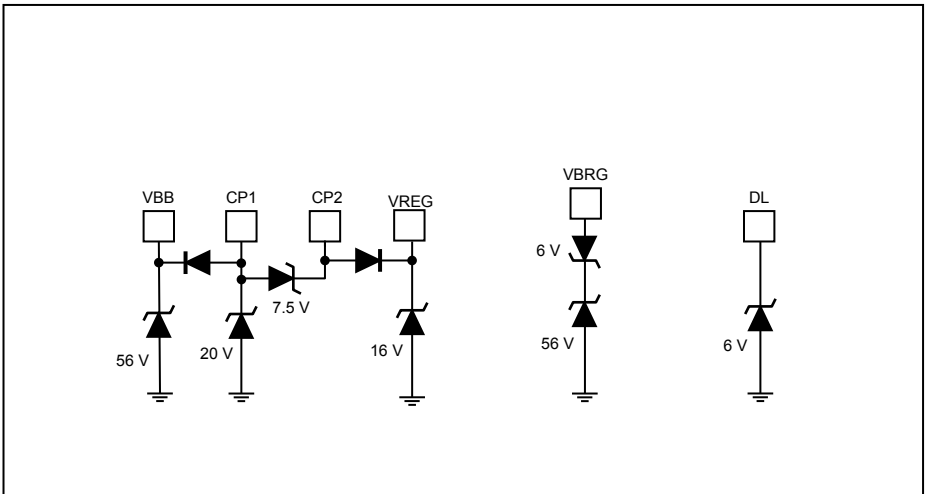 VBB
CP1
CP2
VREG
VBRG
DL
6 V
7.5 V
56 V
20 V
16 V
56 V
6 V